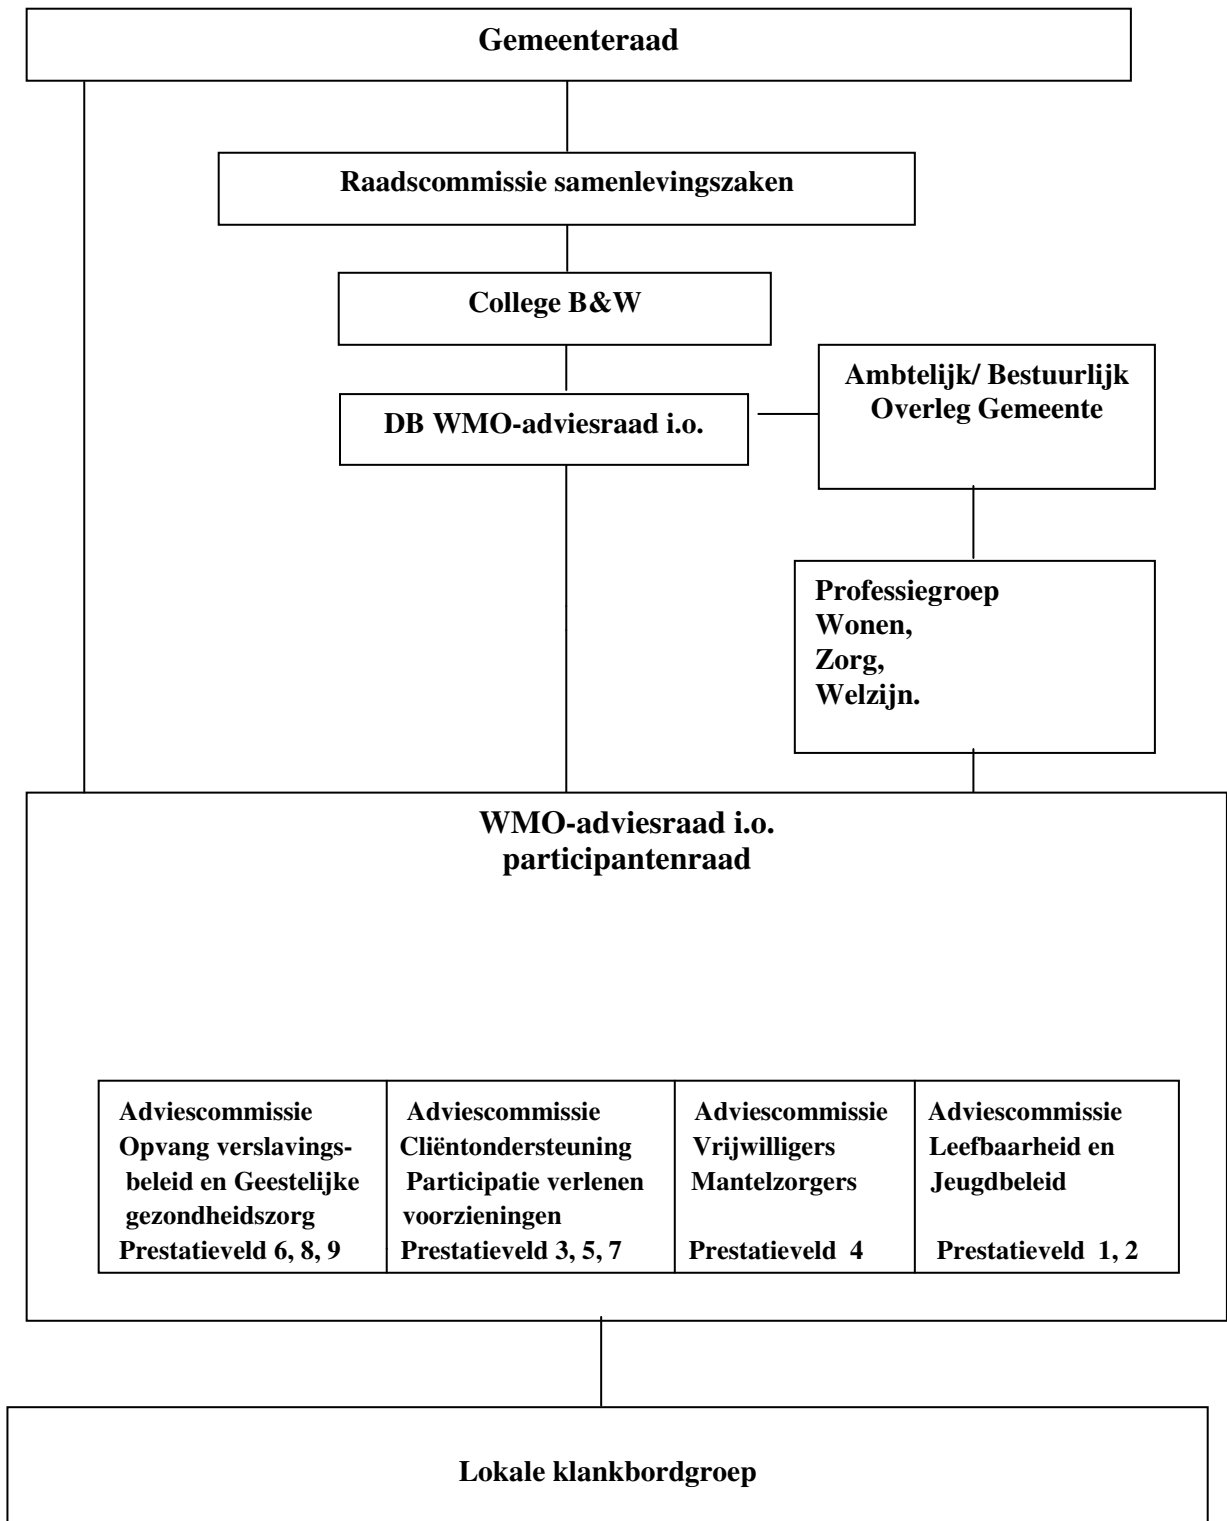 Gemeenteraad
Raadscommissie samenlevingszaken
College B&W
Ambtelijk/ Bestuurlijk
Overleg Gemeente
DB WMO-adviesraad i.o.
Professiegroep
Wonen,
Zorg,
Welzijn.
WMO-adviesraad i.o.
participantenraad
Adviescommissie
Opvang verslavings-
beleid en Geestelijke
gezondheidszorg
Prestatieveld 6, 8, 9
Adviescommissie
Cliëntondersteuning
Participatie verlenen
voorzieningen
Prestatieveld 3, 5, 7
Adviescommissie
Vrijwilligers
Mantelzorgers
Prestatieveld 4
Adviescommissie
Leefbaarheid en
Jeugdbeleid
Prestatieveld 1, 2
Lokale klankbordgroep